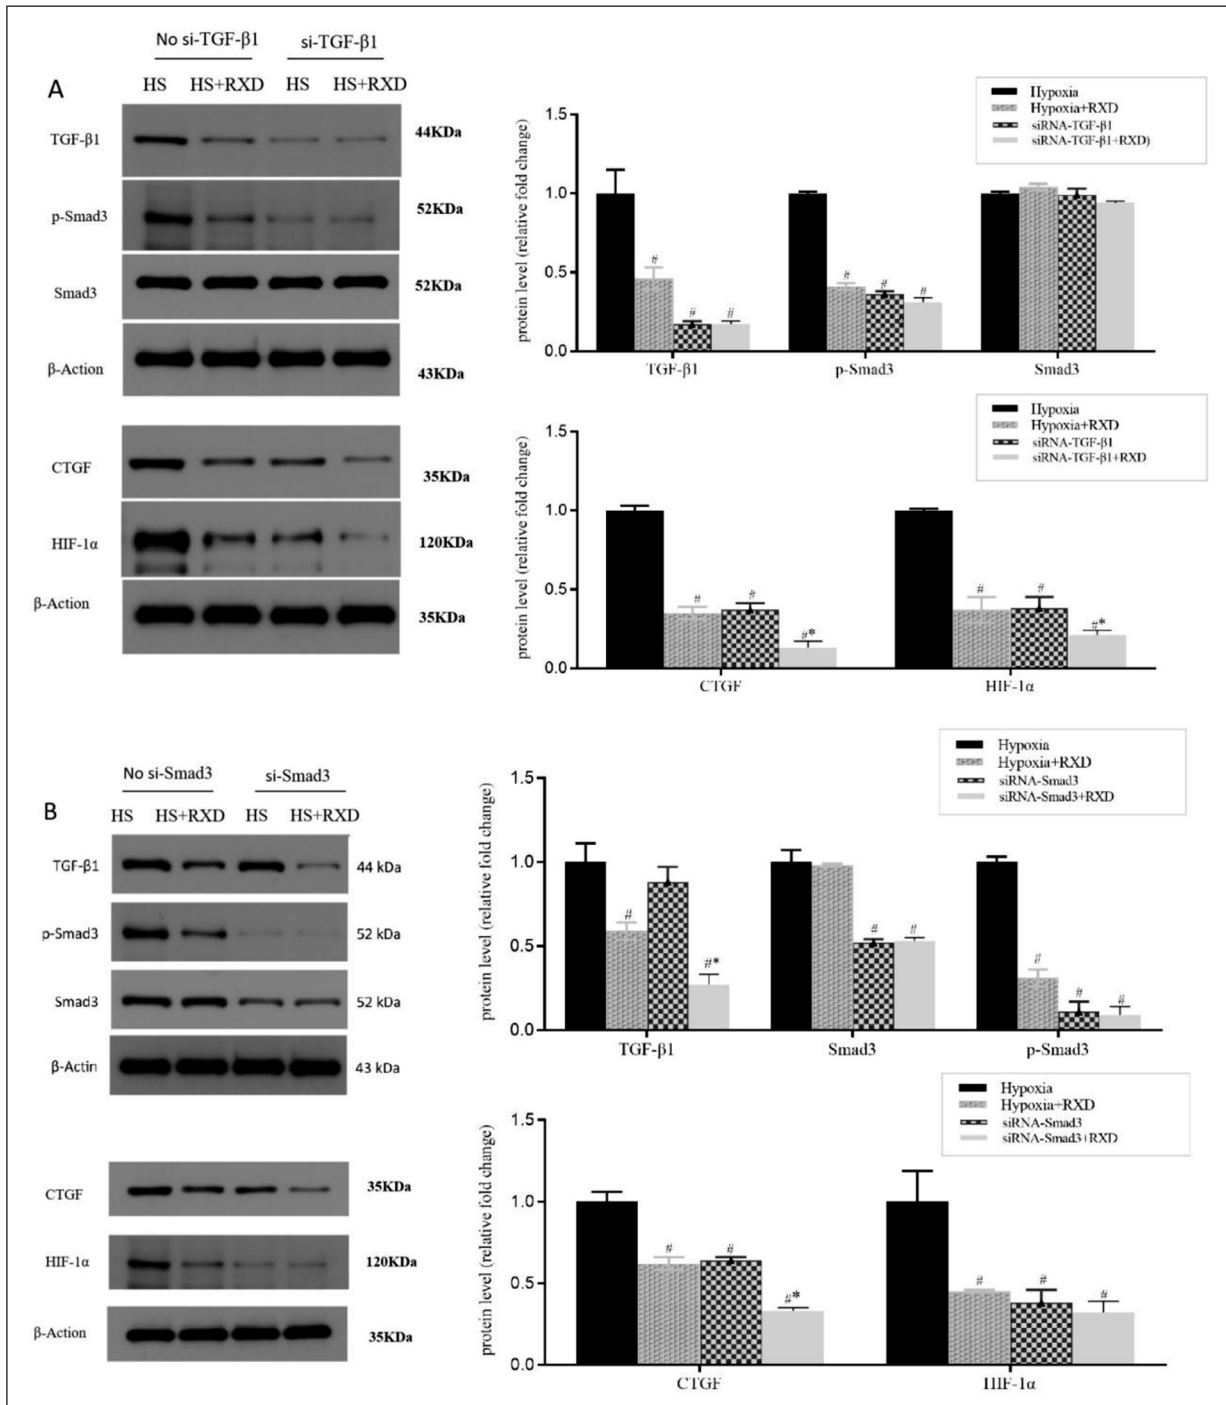 No si-TGF-β1 si-TGF-β1
A HS HS+RXD HS HS+RXD
TGF-β1 44KDa
p-Smad3 52KDa
Smad3 52KDa
β-Action 43KDa
CTGF 35KDa
HIF-1α 120KDa
β-Action 35KDa
Hypoxia
Hypoxia+RXD
siRNA-TGF-β1
siRNA-TGF-β1+RXD)
protein level (relative fold change)
1.5
1.0
0.5
0.0
# # # # # #
TGF-β1 p-Smad3 Smad3
Hypoxia
Hypoxia+RXD
siRNA-TGF-β1
siRNA-TGF-β1+RXD
protein level (relative fold change)
1.5
1.0
0.5
0.0
# # #* # # #*
CTGF HIF-1α
No si-Smad3 si-Smad3
B HS HS+RXD HS HS+RXD
TGF-β1 44 kDa
p-Smad3 52 kDa
Smad3 52 kDa
β-Actin 43 kDa
CTGF 35KDa
HIF-1α 120KDa
β-Action 35KDa
Hypoxia
Hypoxia+RXD
siRNA-Smad3
siRNA-Smad3+RXD
protein level (relative fold change)
1.5
1.0
0.5
0.0
# #* # # # # #
TGF-β1 Smad3 p-Smad3
Hypoxia
Hypoxia+RXD
siRNA-Smad3
siRNA-Smad3+RXD
protein level (relative fold change)
1.5
1.0
0.5
0.0
# # #* # # #
CTGF HIF-1α